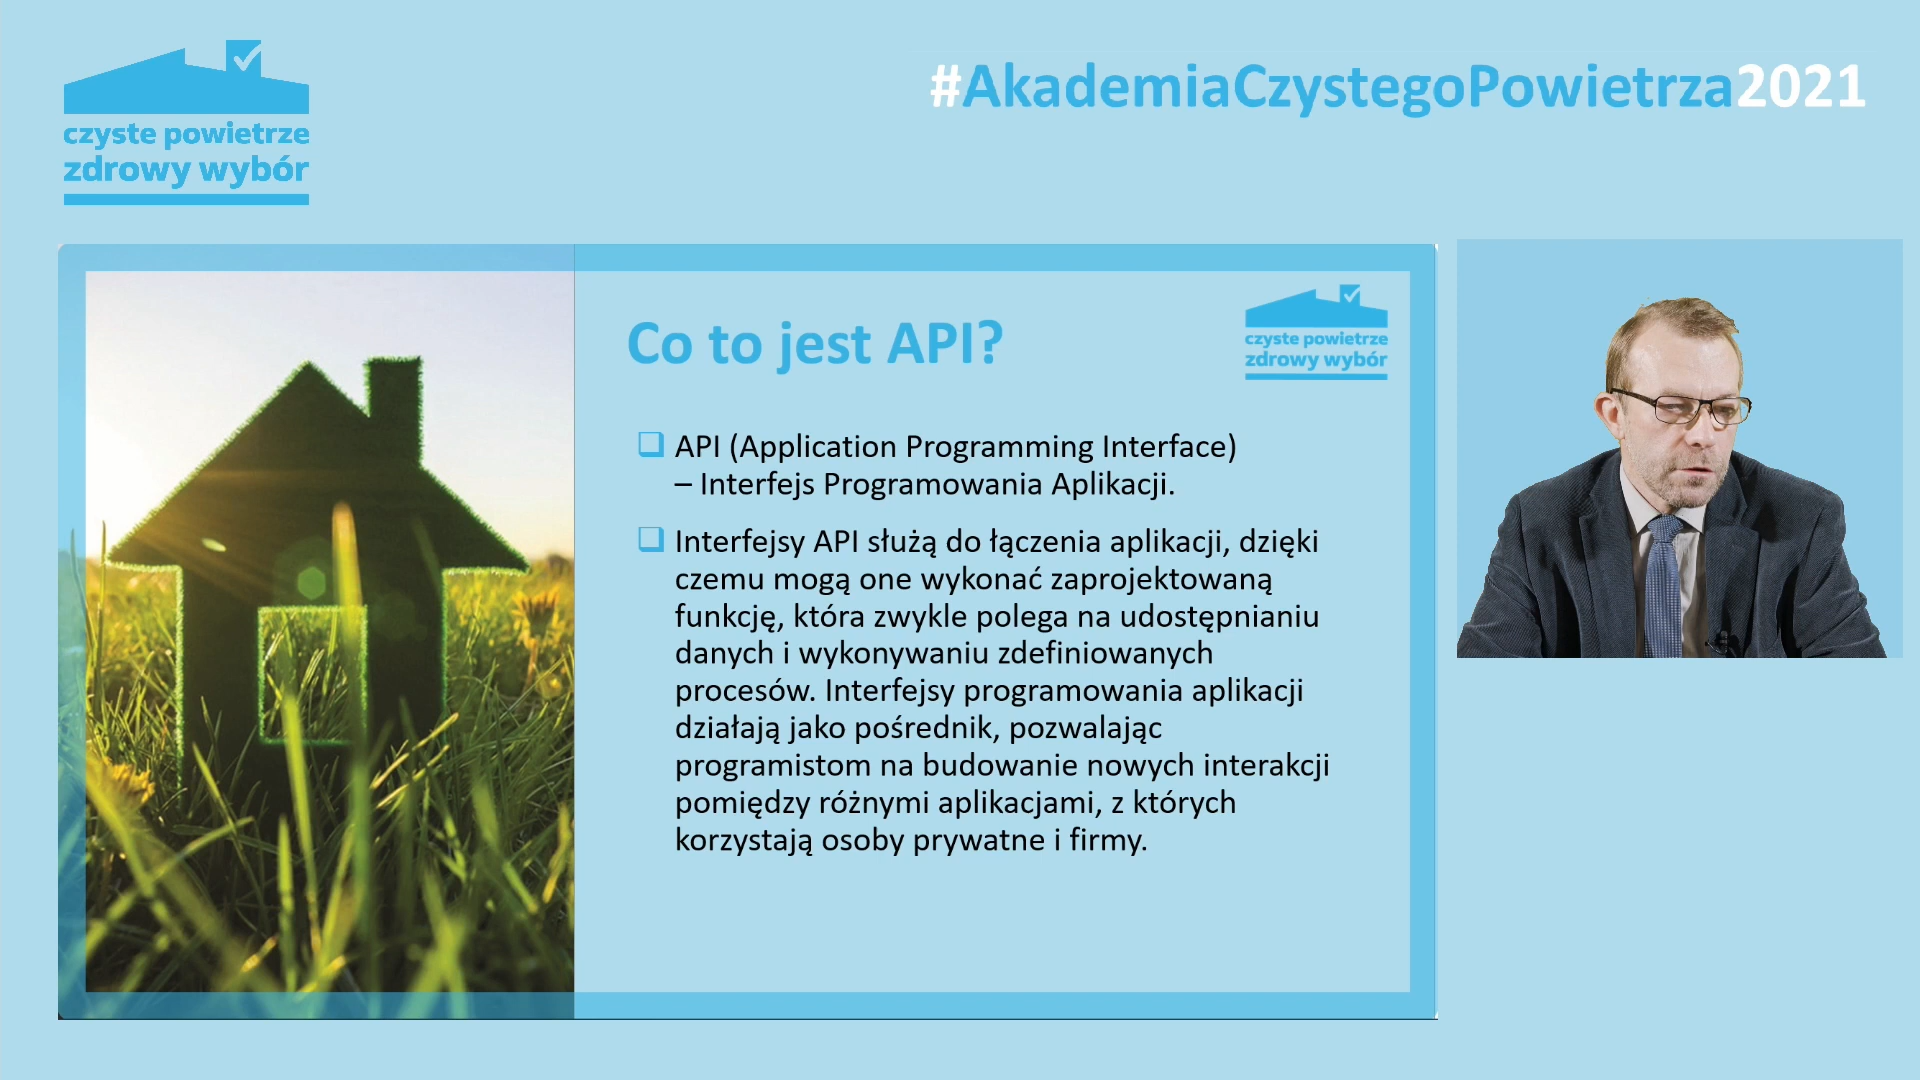 czyste powietrze
zdrowy wybór
#AkademiaCzystegoPowietrza2021
Co to jest API?
czyste powietrze
zdrowy wybór
API (Application Programming Interface)
– Interfejs Programowania Aplikacji.
Interfejsy API służą do łączenia aplikacji, dzięki
czemu mogą one wykonać zaprojektowaną
funkcję, która zwykle polega na udostępnianiu
danych i wykonywaniu zdefiniowanych
procesów. Interfejsy programowania aplikacji
działają jako pośrednik, pozwalając
programistom na budowanie nowych interakcji
pomiędzy różnymi aplikacjami, z których
korzystają osoby prywatne i firmy.